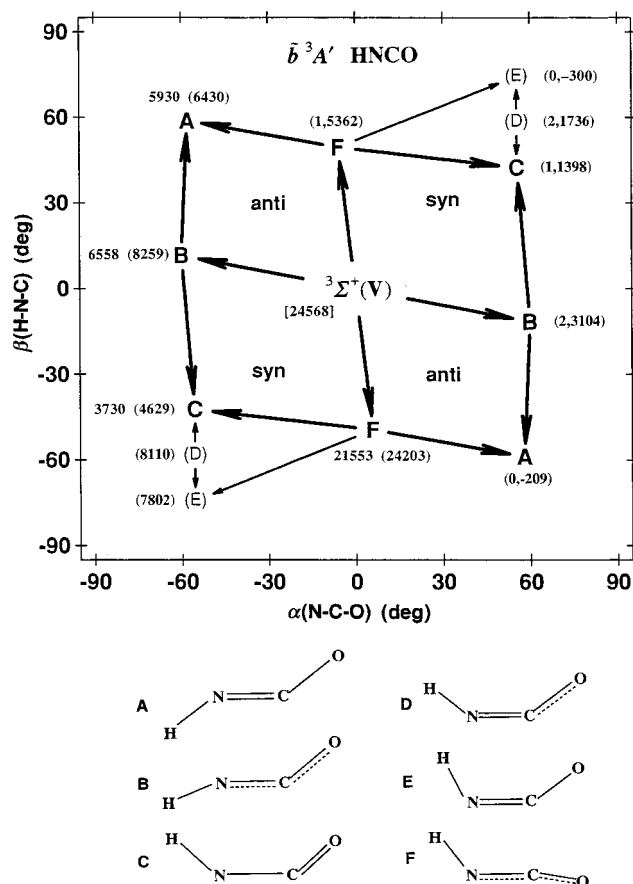 b̃ ³A′ HNCO
90
(E) (0,–300)
5930 (6430)
60
A
(1,5362)
(D) (2,1736)
F
C (1,1398)
30
anti
syn
6558 (8259) B
0
³Σ⁺(V)
[24568]
B (2,3104)
-30
syn
anti
3730 (4629) C
F
21553 (24203)
A
(0,-209)
(8110) (D)
-60
(7802) (E)
-90
β(H-N-C) (deg)
-90 -60 -30 0 30 60 90
α(N-C-O) (deg)
A H N C O
D H N C O
B H N C O
E H N C O
C H N C O
F H N C O